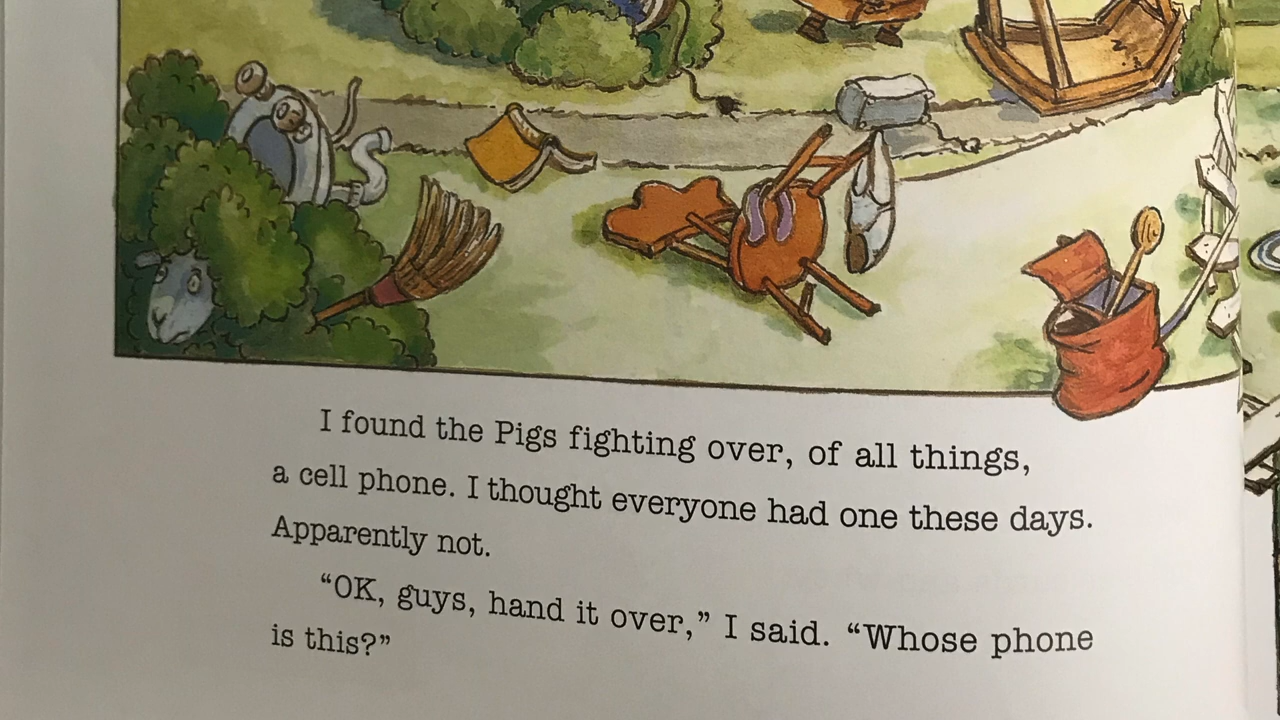 I found the Pigs fighting over, of all things,
a cell phone. I thought everyone had one these days.
Apparently not.
“OK, guys, hand it over,” I said. “Whose phone
is this?”